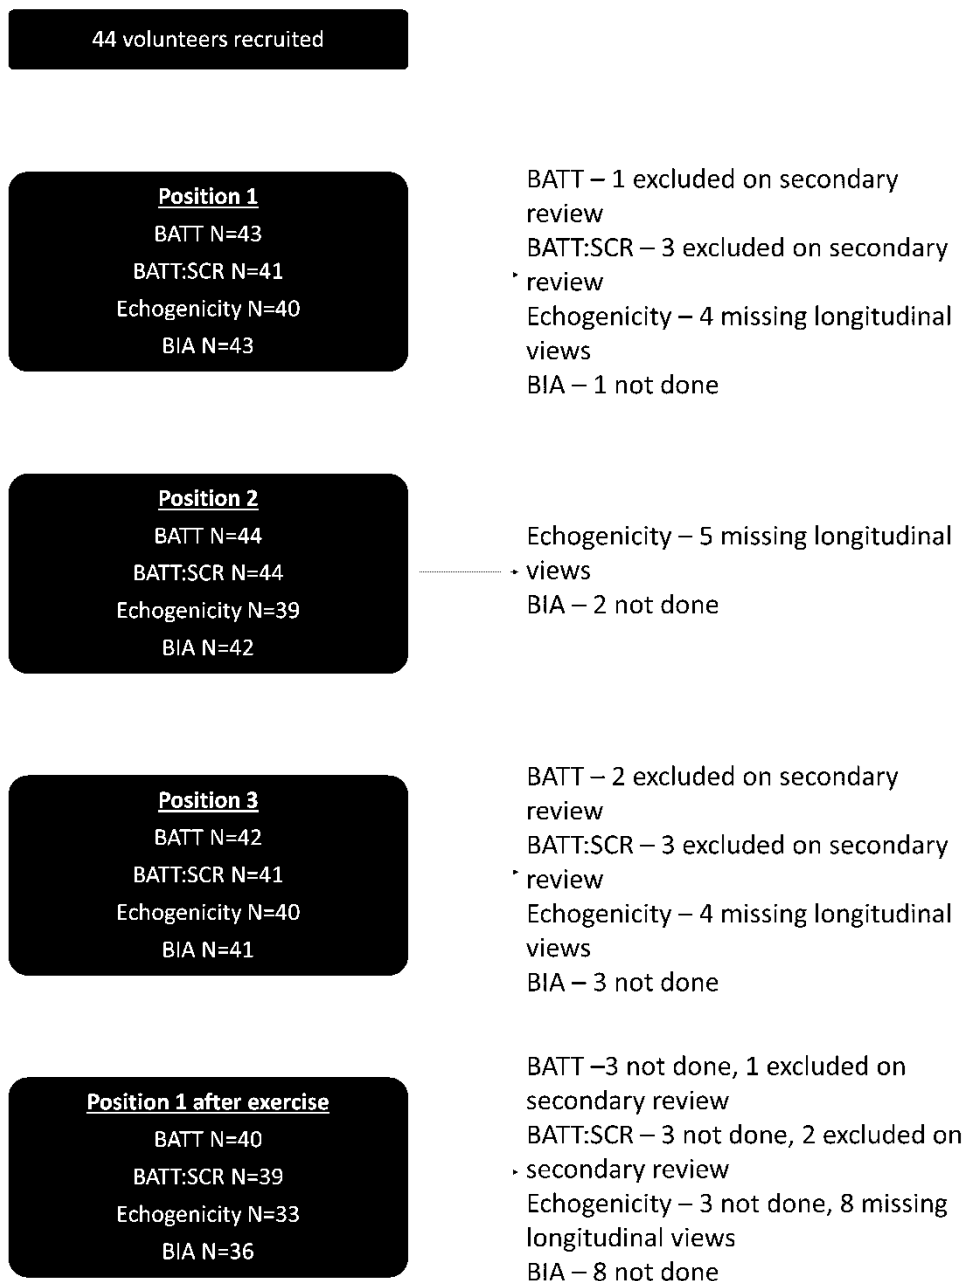 44 volunteers recruited
Position 1
BATT N=43
BATT:SCR N=41
Echogenicity N=40
BIA N=43
BATT – 1 excluded on secondary
review
BATT:SCR – 3 excluded on secondary
review
Echogenicity – 4 missing longitudinal
views
BIA – 1 not done
Position 2
BATT N=44
BATT:SCR N=44
Echogenicity N=39
BIA N=42
Echogenicity – 5 missing longitudinal
views
BIA – 2 not done
Position 3
BATT N=42
BATT:SCR N=41
Echogenicity N=40
BIA N=41
BATT – 2 excluded on secondary
review
BATT:SCR – 3 excluded on secondary
review
Echogenicity – 4 missing longitudinal
views
BIA – 3 not done
Position 1 after exercise
BATT N=40
BATT:SCR N=39
Echogenicity N=33
BIA N=36
BATT –3 not done, 1 excluded on
secondary review
BATT:SCR – 3 not done, 2 excluded on
secondary review
Echogenicity – 3 not done, 8 missing
longitudinal views
BIA – 8 not done